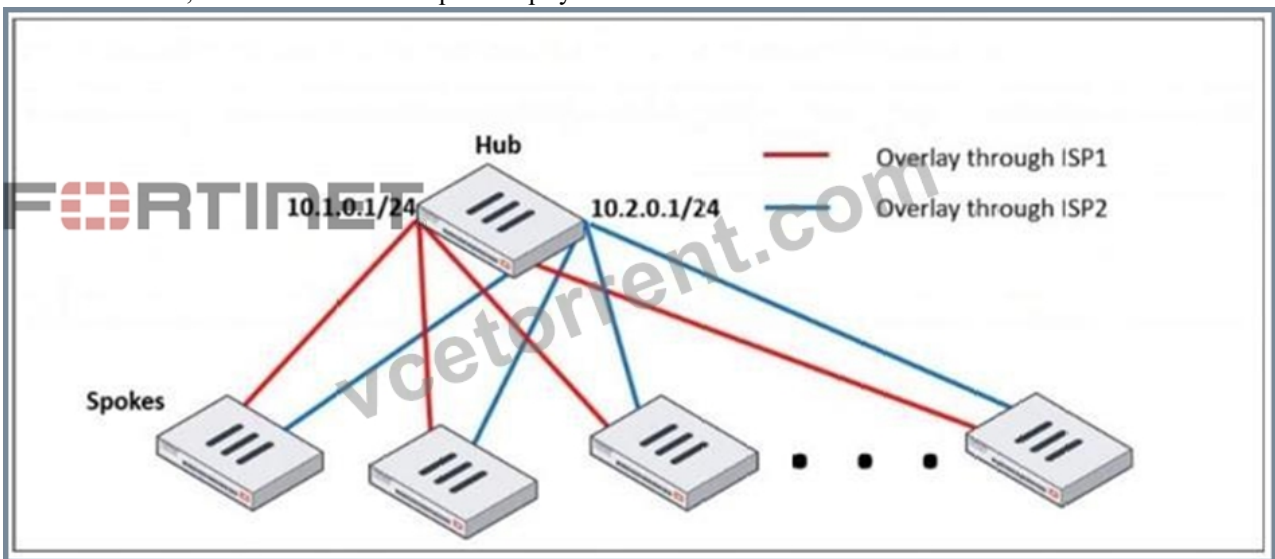 Hub
Overlay through ISP1
FORTINET
10.1.0.1/24
10.2.0.1/24
Overlay through ISP2
vcetorrent.com
Spokes